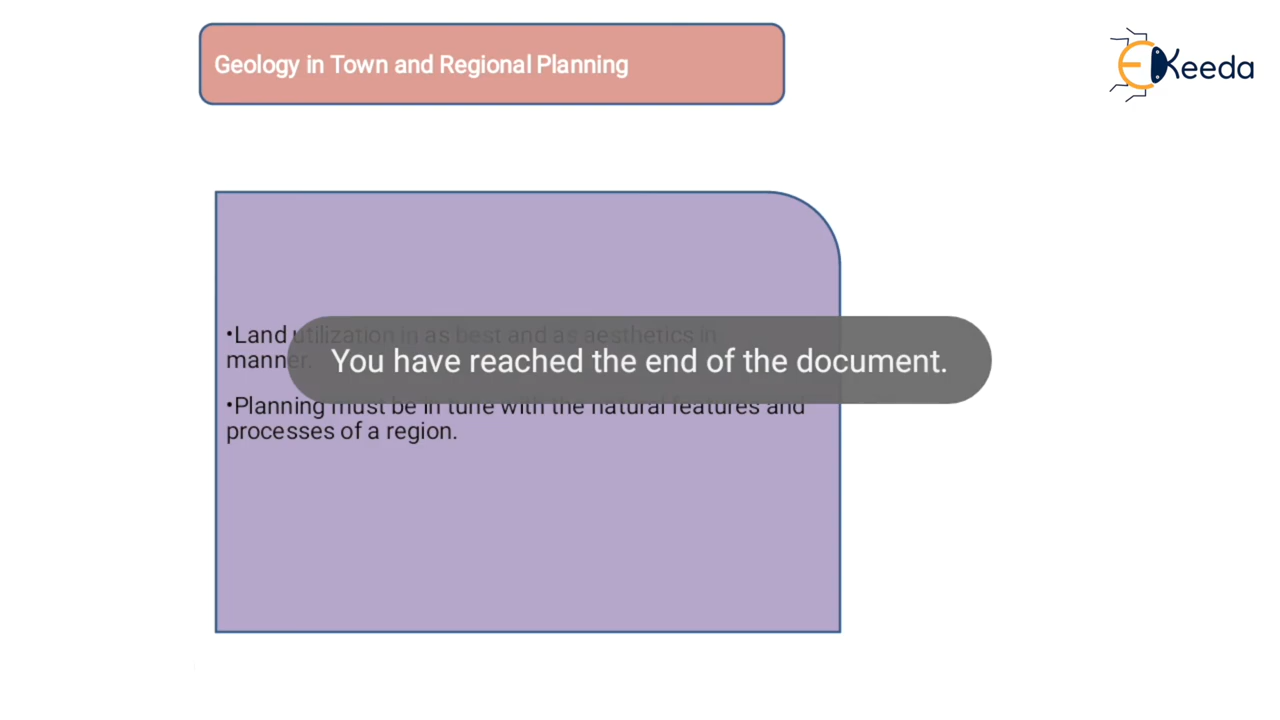 Geology in Town and Regional Planning
EKeeda
•Land utilization in as best and as aesthetics in
manner.
You have reached the end of the document.
•Planning must be in tune with the natural features and
processes of a region.